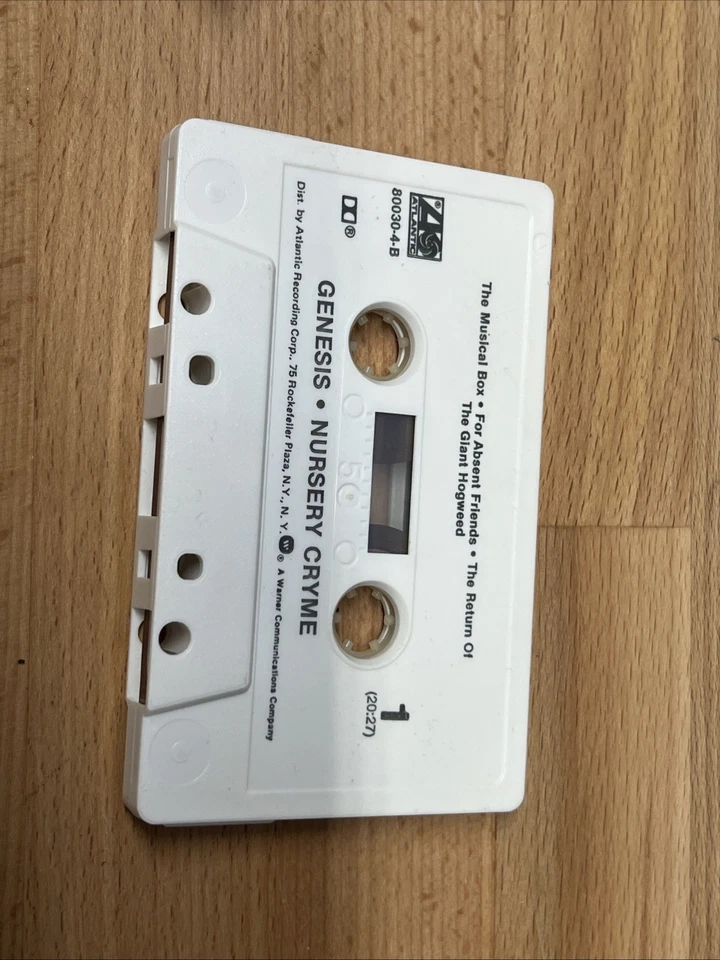 The Musical Box • For Absent Friends • The Return Of
The Giant Hogweed
ATLANTIC®
80030-4-B
1
(20:27)
50
®
GENESIS • NURSERY CRYME
Dist. by Atlantic Recording Corp., 75 Rockefeller Plaza, N.Y., N.Y. W® A Warner Communications Company